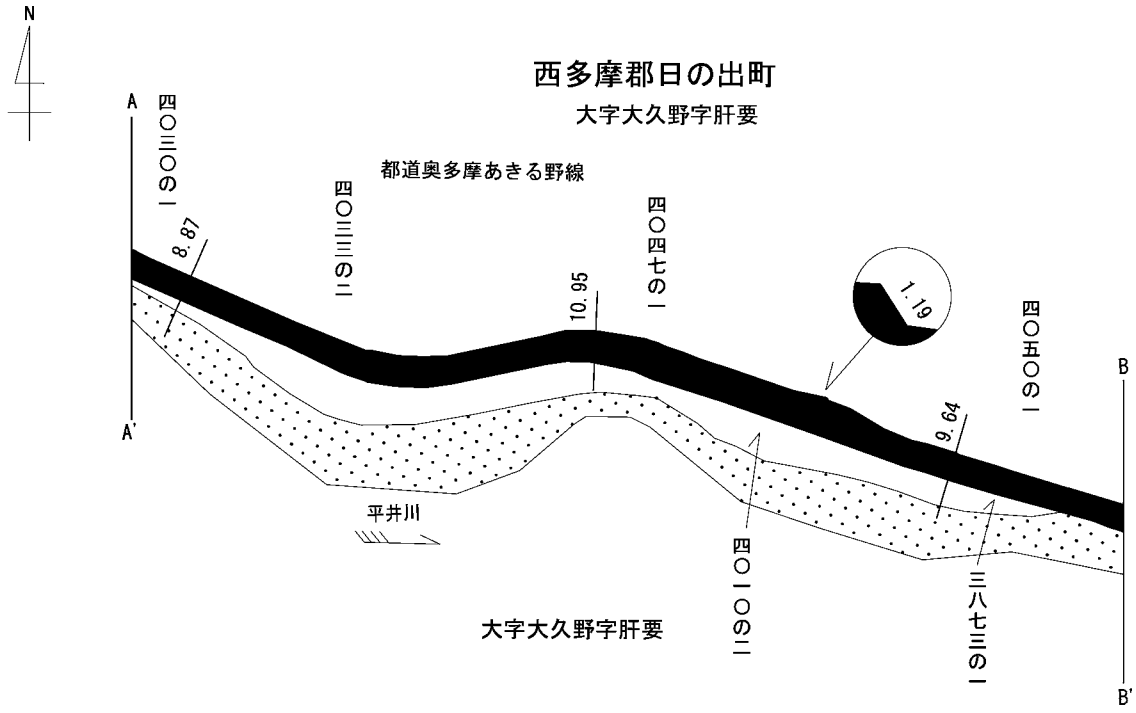 N
西多摩郡日の出町
大字大久野字肝要
A
四〇三〇の一
都道奥多摩あきる野線
四〇三三の二
四〇四七の一
8.87
10.95
1.19
四〇五〇の一
B
A'
9.64
平井川
四〇一〇の二
三八七三の一
大字大久野字肝要
B'